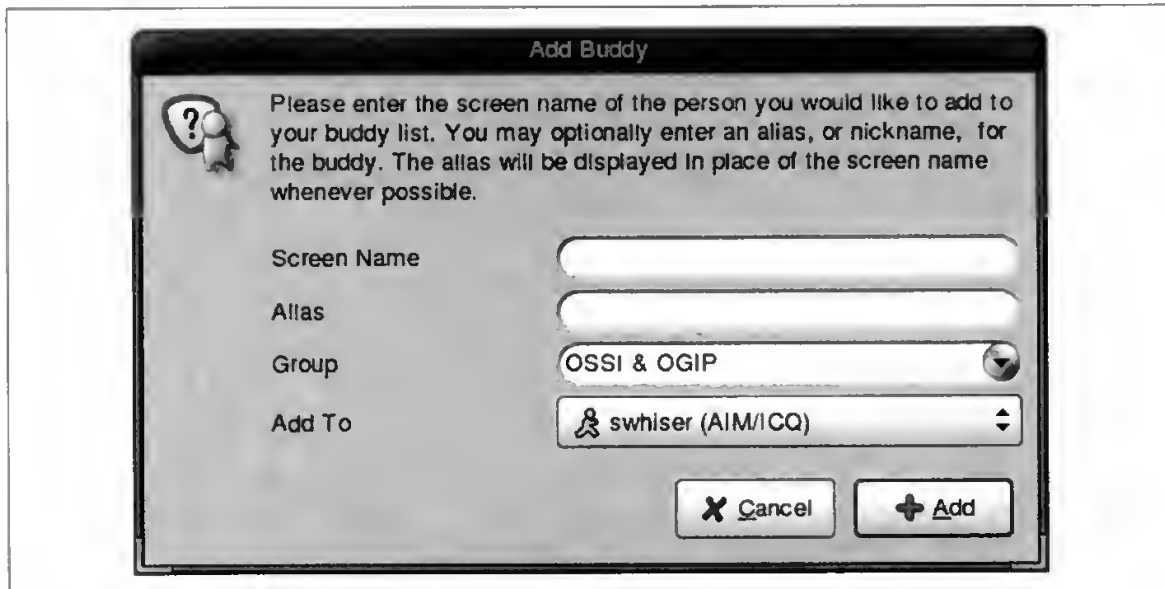 Add Buddy
?
Please enter the screen name of the person you would like to add to
your buddy list. You may optionally enter an alias, or nickname, for
the buddy. The alias will be displayed in place of the screen name
whenever possible.
Screen Name
Alias
Group OSSI & OGIP
Add To swhiser (AIM/ICQ)
Cancel Add